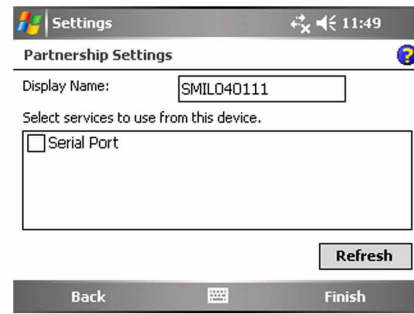 Settings 11:49
Partnership Settings ?
Display Name: SMIL040111
Select services to use from this device.
Serial Port
Refresh
Back Finish